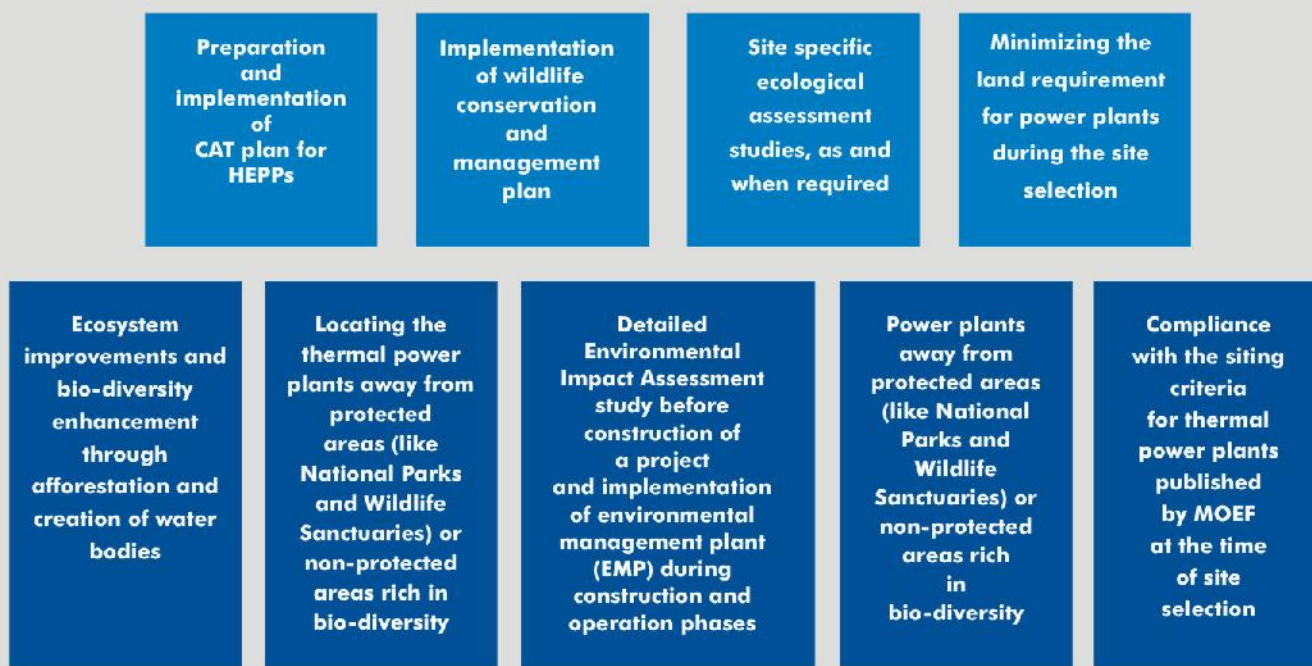 Preparation
and
implementation
of
CAT plan for
HEPPs
Implementation
of wildlife
conservation
and
management
plan
Site specific
ecological
assessment
studies, as and
when required
Minimizing the
land requirement
for power plants
during the site
selection
Ecosystem
improvements and
bio-diversity
enhancement
through
afforestation and
creation of water
bodies
Locating the
thermal power
plants away from
protected
areas (like
National Parks
and Wildlife
Sanctuaries) or
non-protected
areas rich in
bio-diversity
Detailed
Environmental
Impact Assessment
study before
construction of
a project
and implementation
of environmental
management plant
(EMP) during
construction and
operation phases
Power plants
away from
protected areas
(like National
Parks and
Wildlife
Sanctuaries) or
non-protected
areas rich
in
bio-diversity
Compliance
with the siting
criteria
for thermal
power plants
published
by MOEF
at the time
of site
selection